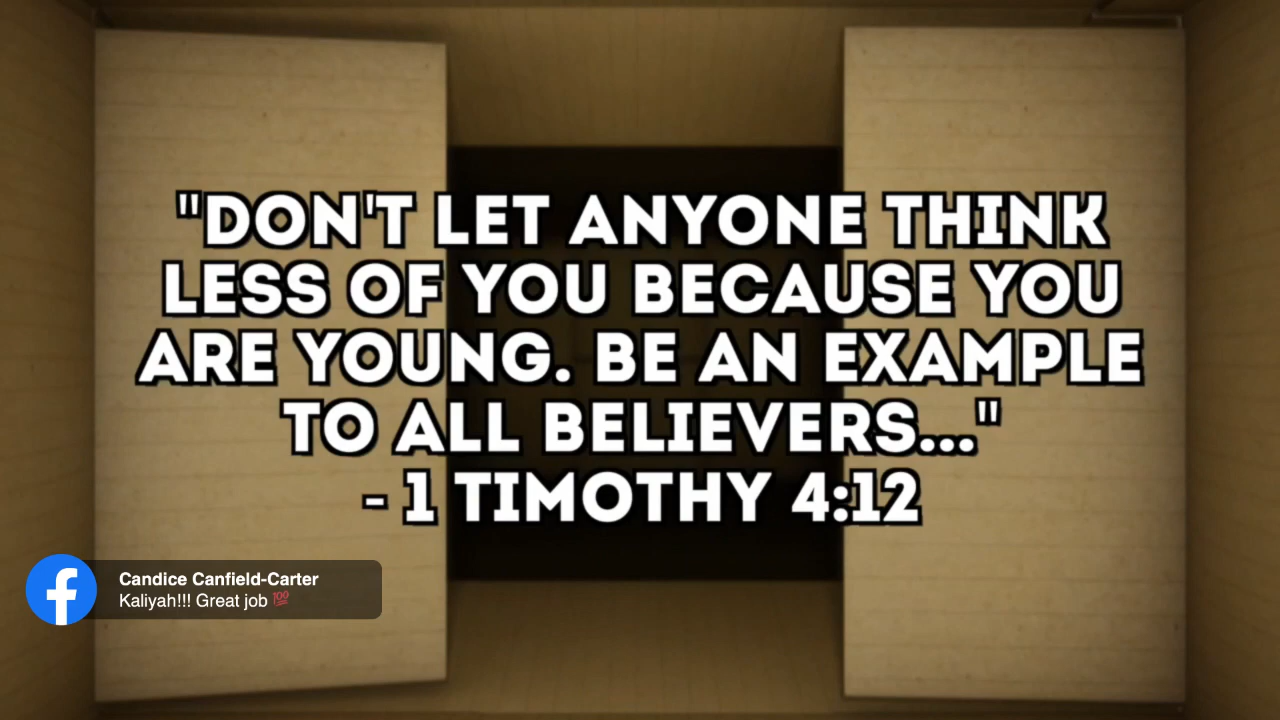 "DON'T LET ANYONE THINK
LESS OF YOU BECAUSE YOU
ARE YOUNG. BE AN EXAMPLE
TO ALL BELIEVERS..."
- 1 TIMOTHY 4:12
Candice Canfield-Carter
Kaliyah!!! Great job 💯